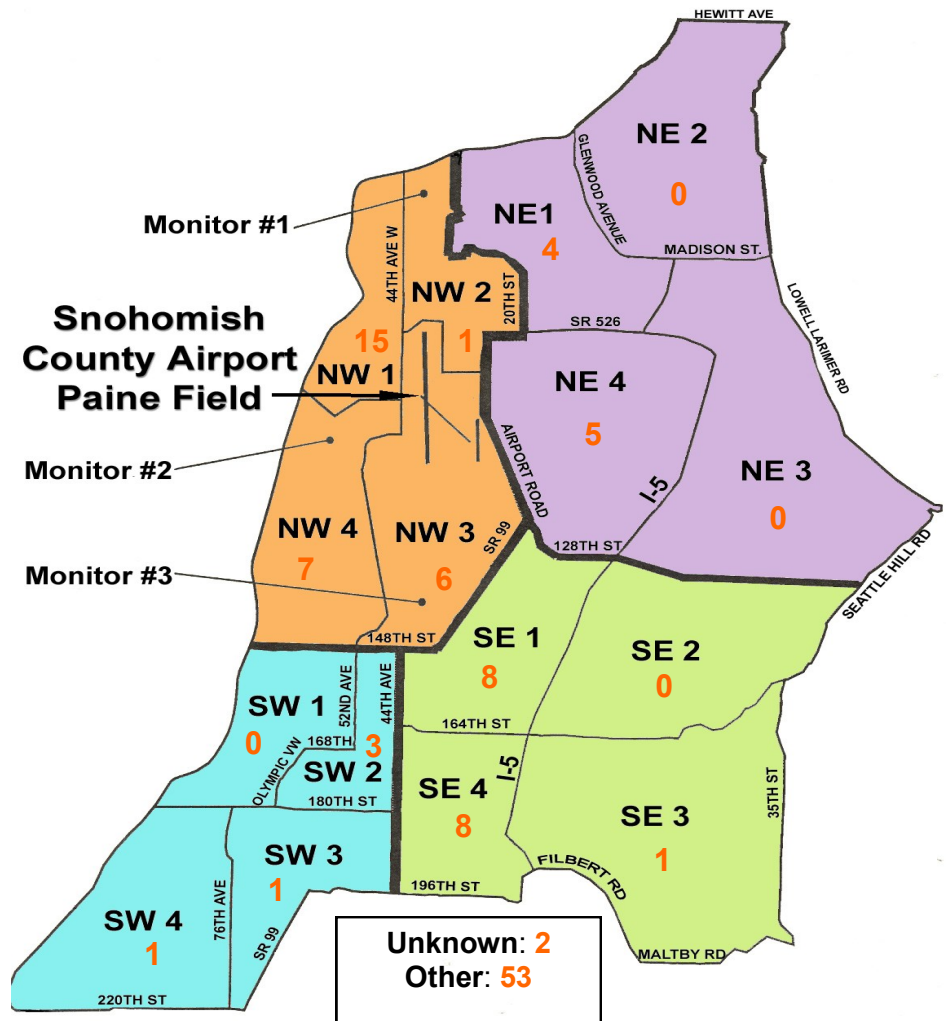 HEWITT AVE
NE 2
GLENWOOD AVENUE
0
Monitor #1
NE1
4
MADISON ST.
44TH AVE W
NW 2
20TH ST
LOWELL LARIMER RD
Snohomish
County Airport
Paine Field
15
1
SR 526
NW 1
NE 4
5
AIRPORT ROAD
Monitor #2
I-5
NE 3
0
NW 4
7
NW 3
6
SR 99
128TH ST
SEATTLE HILL RD
Monitor #3
148TH ST
SE 1
8
SE 2
0
52ND AVE
44TH AVE
SW 1
0
168TH
3
OLYMPIC VW
SW 2
180TH ST
164TH ST
I-5
SE 4
8
SE 3
1
35TH ST
SW 3
1
196TH ST
FILBERT RD
76TH AVE
SW 4
1
SR 99
MALTBY RD
220TH ST
Unknown: 2
Other: 53